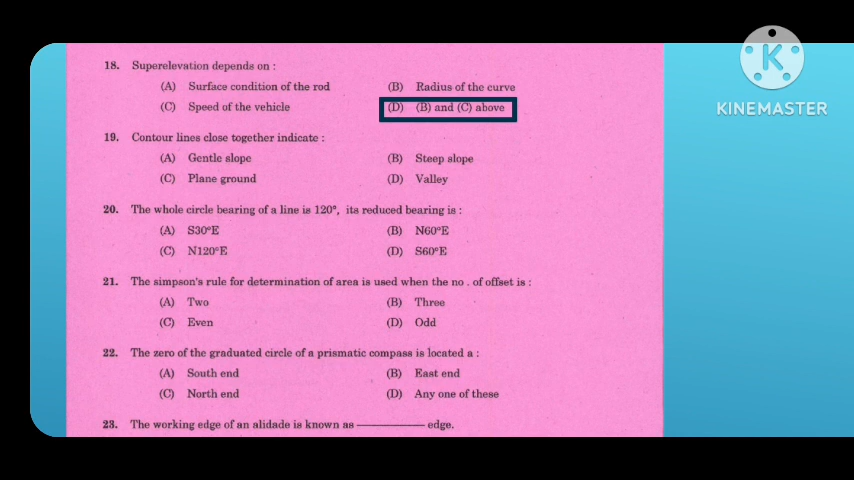 KINEMASTER
18. Superelevation depends on :
(A) Surface condition of the rod (B) Radius of the curve
(C) Speed of the vehicle (D) (B) and (C) above
19. Contour lines close together indicate :
(A) Gentle slope (B) Steep slope
(C) Plane ground (D) Valley
20. The whole circle bearing of a line is 120°, its reduced bearing is :
(A) S30°E (B) N60°E
(C) N120°E (D) S60°E
21. The simpson's rule for determination of area is used when the no . of offset is :
(A) Two (B) Three
(C) Even (D) Odd
22. The zero of the graduated circle of a prismatic compass is located a :
(A) South end (B) East end
(C) North end (D) Any one of these
23. The working edge of an alidade is known as ———— edge.